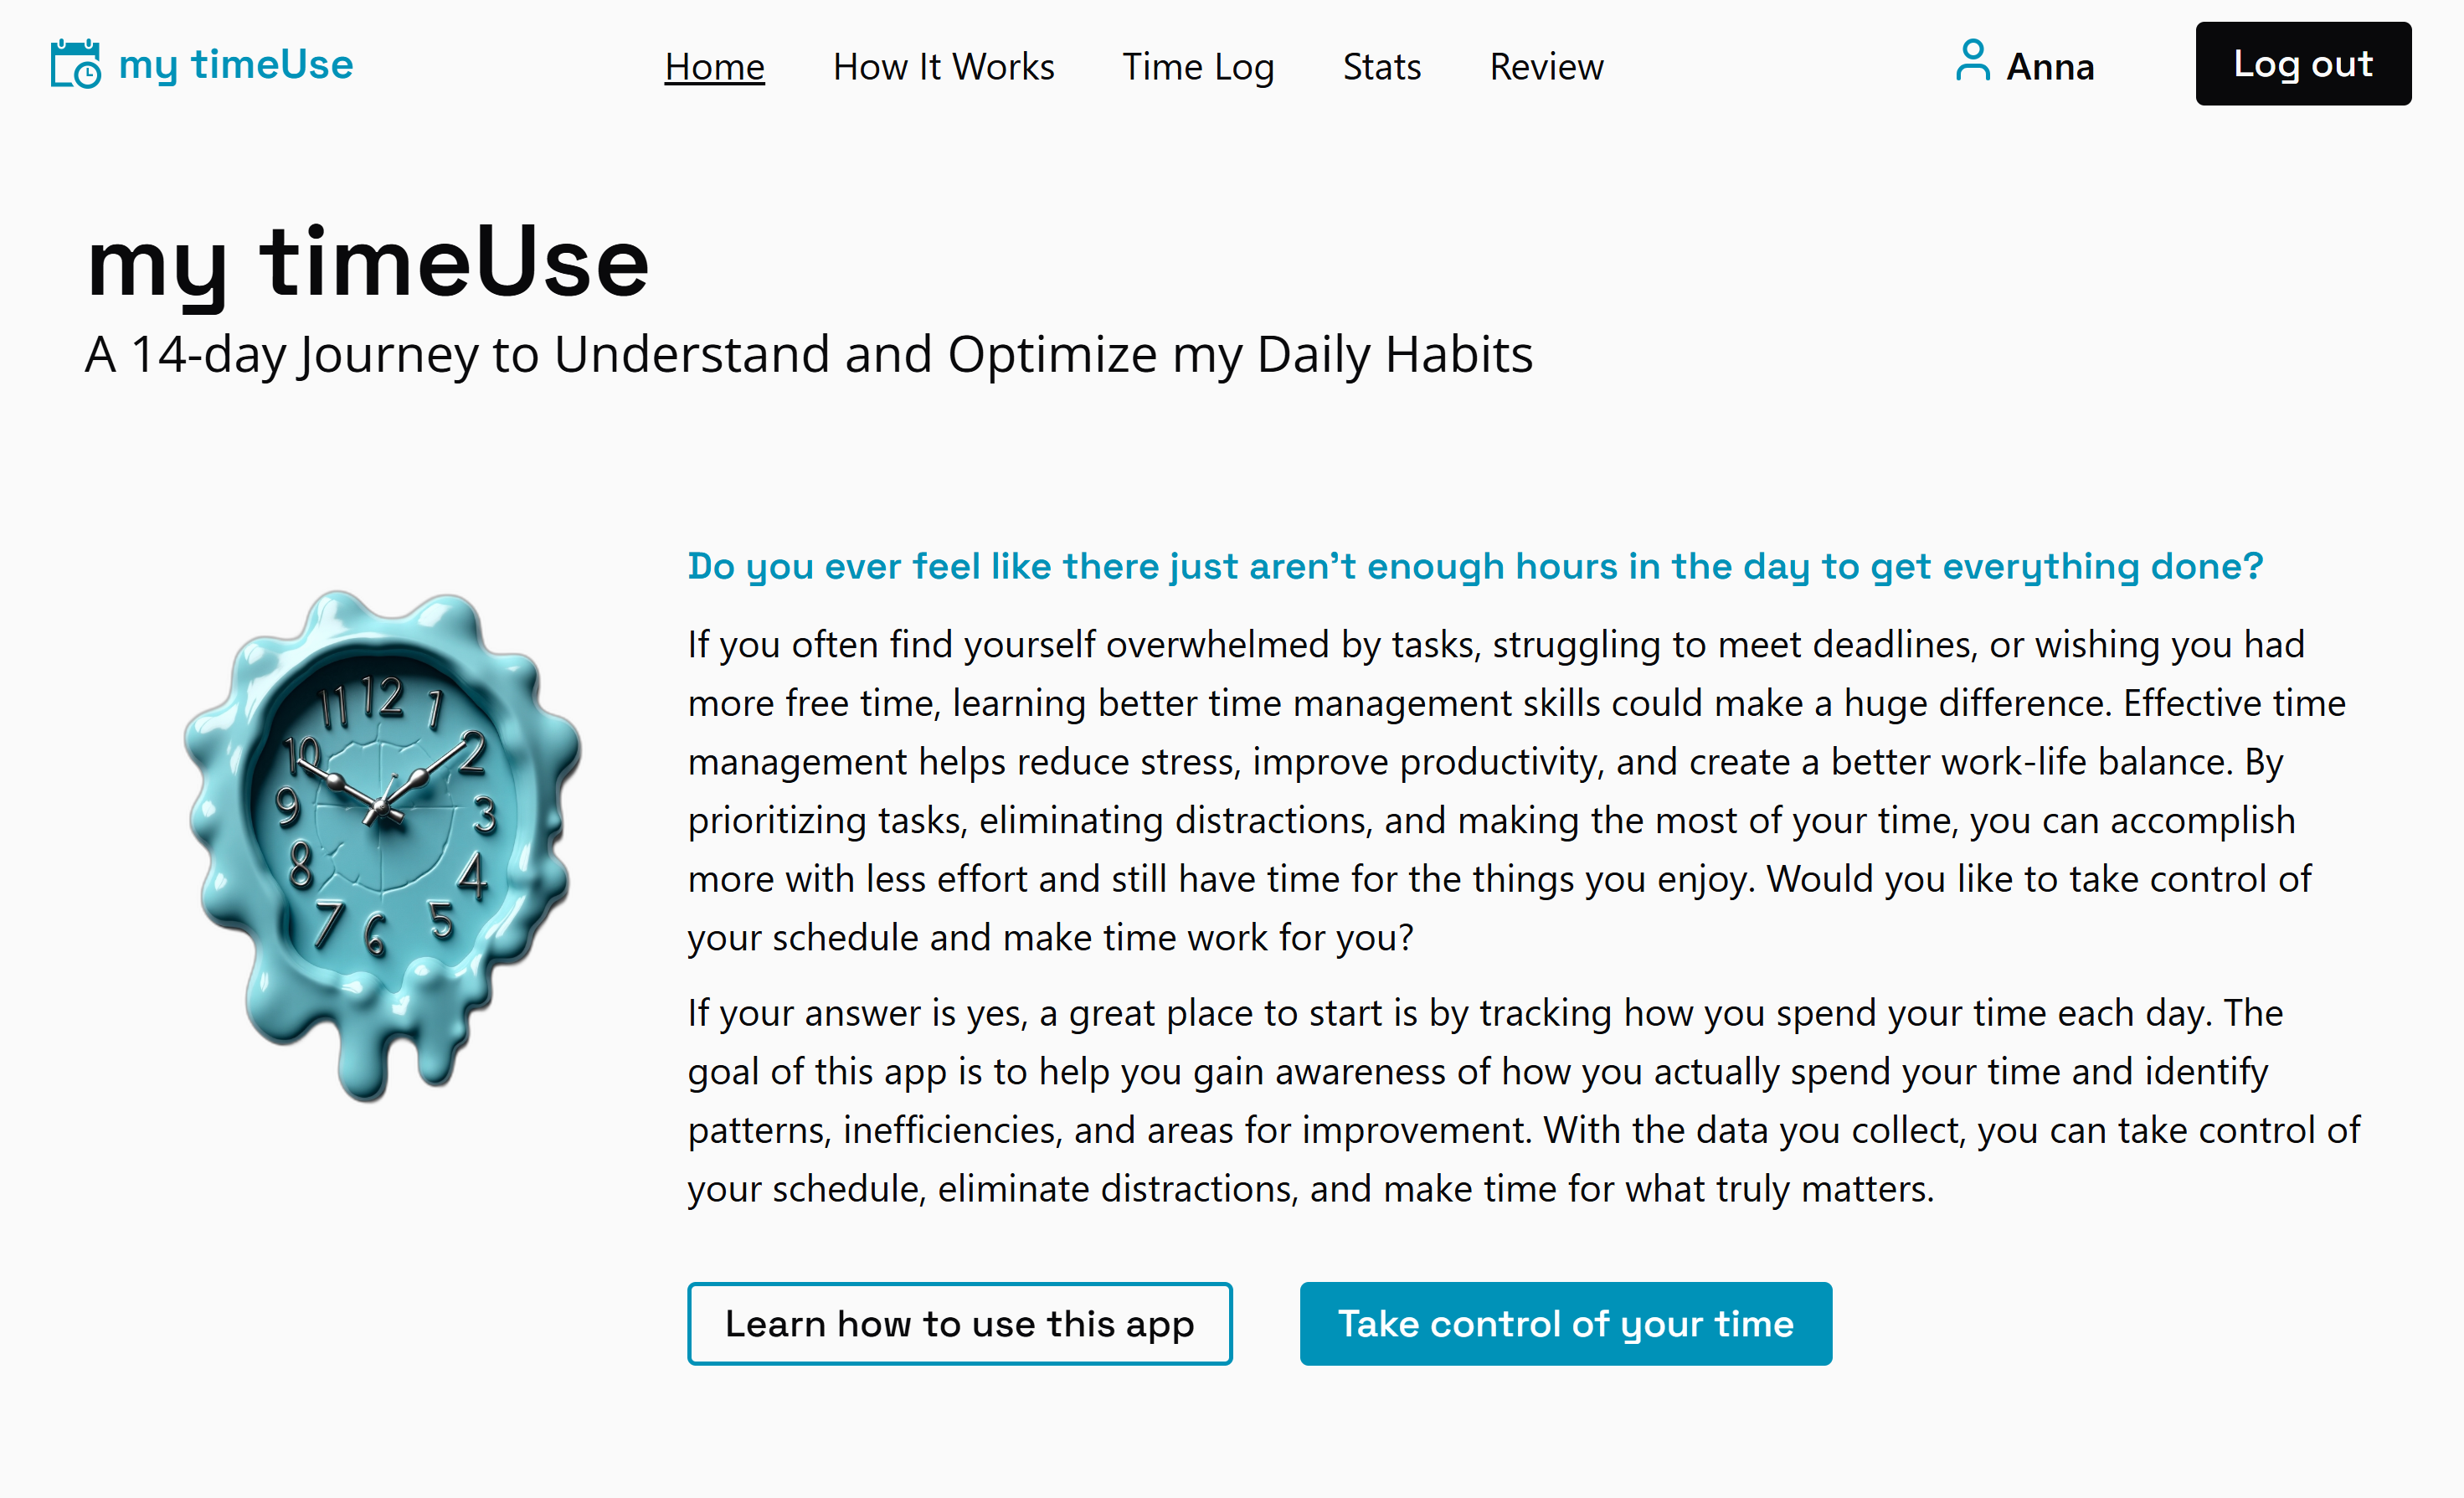 my timeUse
Home
How It Works
Time Log
Stats
Review
Anna
Log out
my timeUse
A 14-day Journey to Understand and Optimize my Daily Habits
Do you ever feel like there just aren’t enough hours in the day to get everything done?
If you often find yourself overwhelmed by tasks, struggling to meet deadlines, or wishing you had
more free time, learning better time management skills could make a huge difference. Effective time
management helps reduce stress, improve productivity, and create a better work-life balance. By
prioritizing tasks, eliminating distractions, and making the most of your time, you can accomplish
more with less effort and still have time for the things you enjoy. Would you like to take control of
your schedule and make time work for you?
If your answer is yes, a great place to start is by tracking how you spend your time each day. The
goal of this app is to help you gain awareness of how you actually spend your time and identify
patterns, inefficiencies, and areas for improvement. With the data you collect, you can take control of
your schedule, eliminate distractions, and make time for what truly matters.
Learn how to use this app
Take control of your time
12
1
2
3
4
5
6
7
8
9
10
11